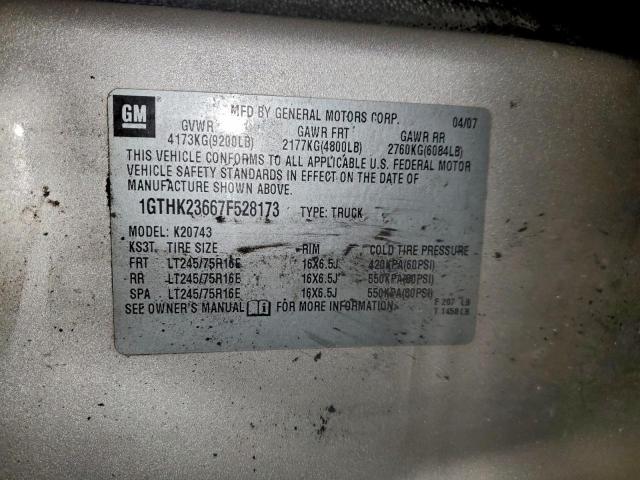 GM
MFD BY GENERAL MOTORS CORP. 04/07
GVWR GAWR FRT GAWR RR
4173KG(9200LB) 2177KG(4800LB) 2760KG(6084LB)
THIS VEHICLE CONFORMS TO ALL APPLICABLE U.S. FEDERAL MOTOR
VEHICLE SAFETY STANDARDS IN EFFECT ON THE DATE OF
MANUFACTURE SHOWN ABOVE.
1GTHK23667F528173 TYPE: TRUCK
MODEL: K20743
KS3T. TIRE SIZE RIM COLD TIRE PRESSURE
FRT LT245/75R16E 16X6.5J 420KPA(60PSI)
RR LT245/75R16E 16X6.5J 550KPA(80PSI)
SPA LT245/75R16E 16X6.5J 550KPA(80PSI)
SEE OWNER'S MANUAL FOR MORE INFORMATION
F 207 LB
T 1450 LB